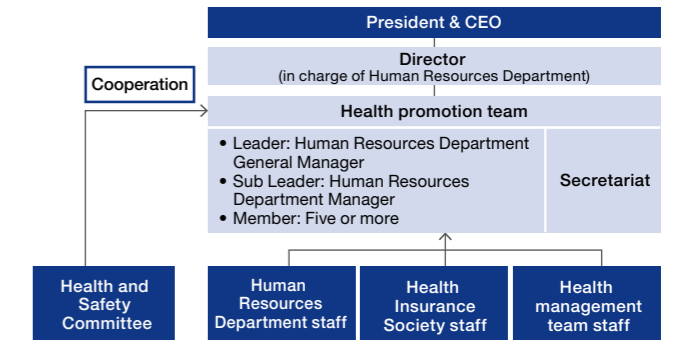 President & CEO
Director
(in charge of Human Resources Department)
Cooperation
Health promotion team
• Leader: Human Resources Department
General Manager
• Sub Leader: Human Resources
Department Manager
• Member: Five or more
Secretariat
Health and
Safety
Committee
Human
Resources
Department staff
Health
Insurance
Society staff
Health
management
team staff